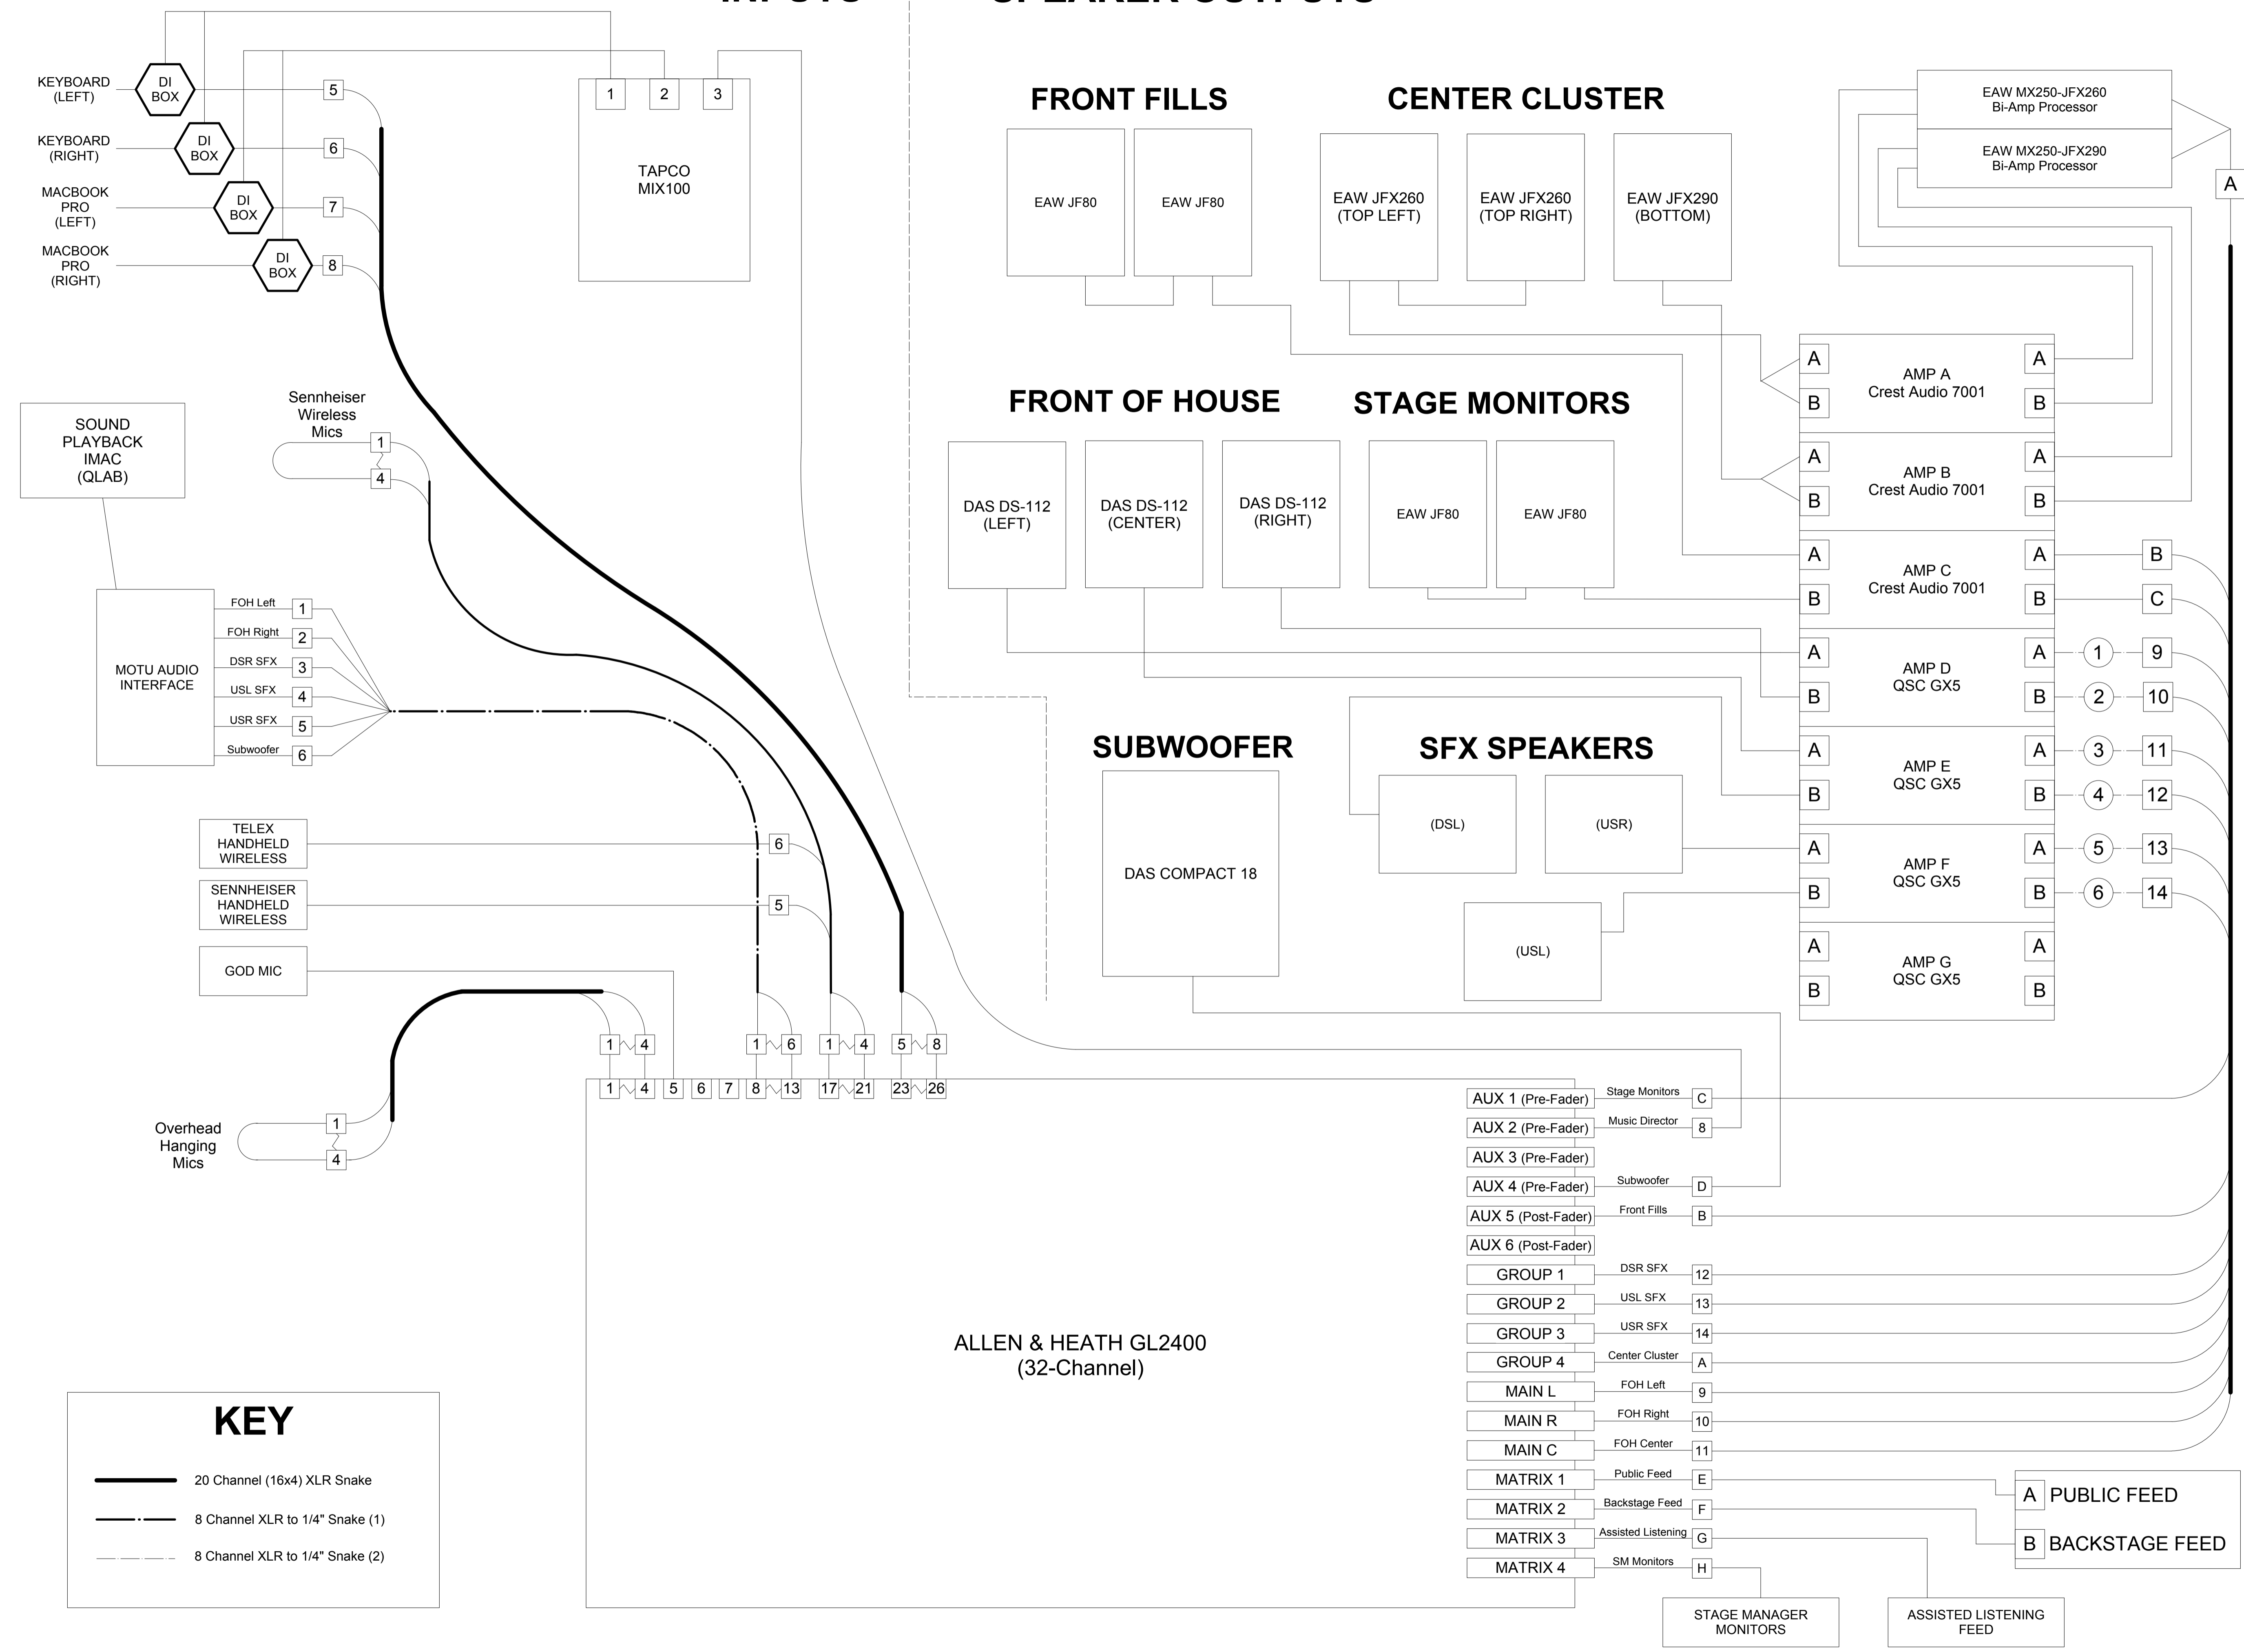 INPUTS
SPEAKER OUTPUTS
KEYBOARD
(LEFT)
DI
BOX
5
KEYBOARD
(RIGHT)
DI
BOX
6
MACBOOK
PRO
(LEFT)
DI
BOX
7
MACBOOK
PRO
(RIGHT)
DI
BOX
8
1 2 3
TAPCO
MIX100
Sennheiser
Wireless
Mics
1
4
SOUND
PLAYBACK
IMAC
(QLAB)
MOTU AUDIO
INTERFACE
FOH Left 1
FOH Right 2
DSR SFX 3
USL SFX 4
USR SFX 5
Subwoofer 6
TELEX
HANDHELD
WIRELESS
6
SENNHEISER
HANDHELD
WIRELESS
5
GOD MIC
Overhead
Hanging
Mics
1
4
1 4 1 6 1 4 5 8
1 4 5 6 7 8 13 17 21 23 26
FRONT FILLS
EAW JF80
EAW JF80
CENTER CLUSTER
EAW JFX260
(TOP LEFT)
EAW JFX260
(TOP RIGHT)
EAW JFX290
(BOTTOM)
EAW MX250-JFX260
Bi-Amp Processor
EAW MX250-JFX290
Bi-Amp Processor
A
FRONT OF HOUSE
DAS DS-112
(LEFT)
DAS DS-112
(CENTER)
DAS DS-112
(RIGHT)
STAGE MONITORS
EAW JF80
EAW JF80
SUBWOOFER
DAS COMPACT 18
SFX SPEAKERS
(DSL)
(USR)
(USL)
A A
AMP A
Crest Audio 7001
B B
A A
AMP B
Crest Audio 7001
B B
A A B
AMP C
Crest Audio 7001
B B C
A A 1 9
AMP D
QSC GX5
B B 2 10
A A 3 11
AMP E
QSC GX5
B B 4 12
A A 5 13
AMP F
QSC GX5
B B 6 14
A A
AMP G
QSC GX5
B B
ALLEN & HEATH GL2400
(32-Channel)
AUX 1 (Pre-Fader) Stage Monitors C
AUX 2 (Pre-Fader) Music Director 8
AUX 3 (Pre-Fader)
AUX 4 (Pre-Fader) Subwoofer D
AUX 5 (Post-Fader) Front Fills B
AUX 6 (Post-Fader)
GROUP 1 DSR SFX 12
GROUP 2 USL SFX 13
GROUP 3 USR SFX 14
GROUP 4 Center Cluster A
MAIN L FOH Left 9
MAIN R FOH Right 10
MAIN C FOH Center 11
MATRIX 1 Public Feed E
MATRIX 2 Backstage Feed F
MATRIX 3 Assisted Listening G
MATRIX 4 SM Monitors H
A PUBLIC FEED
B BACKSTAGE FEED
STAGE MANAGER
MONITORS
ASSISTED LISTENING
FEED
KEY
20 Channel (16x4) XLR Snake
8 Channel XLR to 1/4" Snake (1)
8 Channel XLR to 1/4" Snake (2)